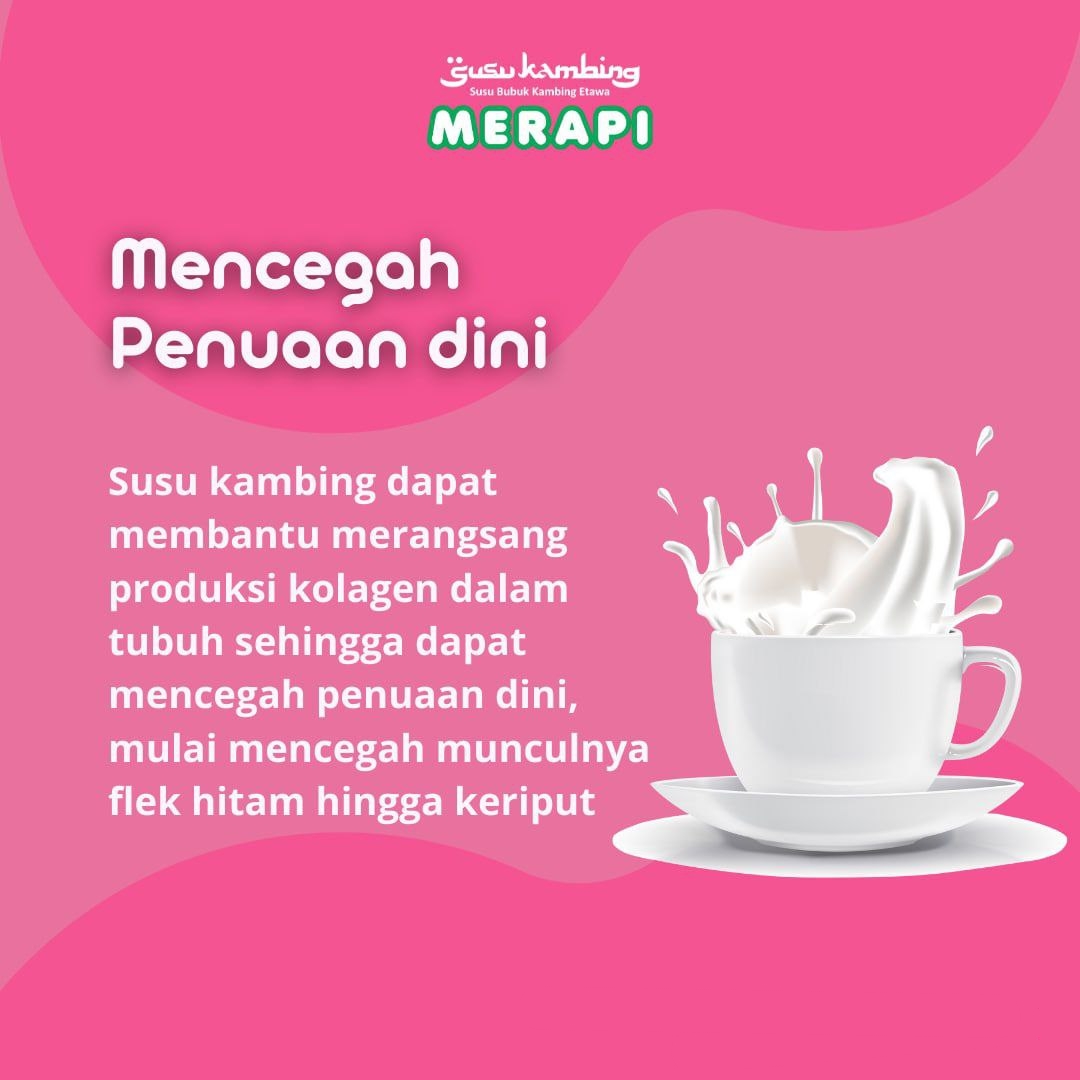 susu kambing
Susu Bubuk Kambing Etawa
MERAPI
Mencegah
Penuaan dini
Susu kambing dapat
membantu merangsang
produksi kolagen dalam
tubuh sehingga dapat
mencegah penuaan dini,
mulai mencegah munculnya
flek hitam hingga keriput